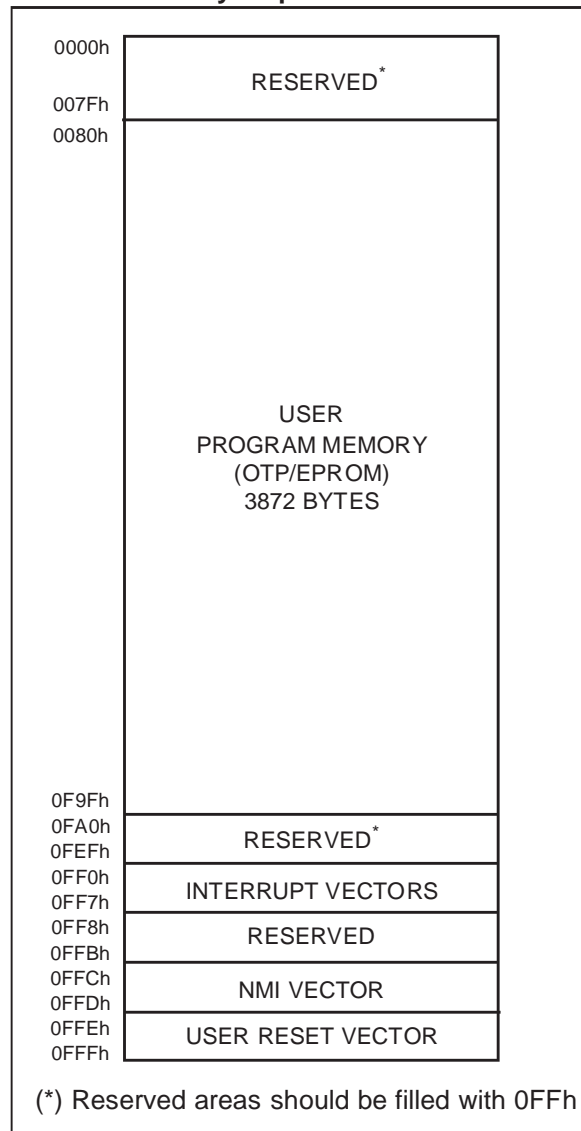 0000h
RESERVED*
007Fh
0080h
USER
PROGRAM MEMORY
(OTP/EPROM)
3872 BYTES
0F9Fh
0FA0h
RESERVED*
0FEFh
0FF0h
INTERRUPT VECTORS
0FF7h
0FF8h
RESERVED
0FFBh
0FFCh
NMI VECTOR
0FFDh
0FFEh
USER RESET VECTOR
0FFFh
(*) Reserved areas should be filled with 0FFh